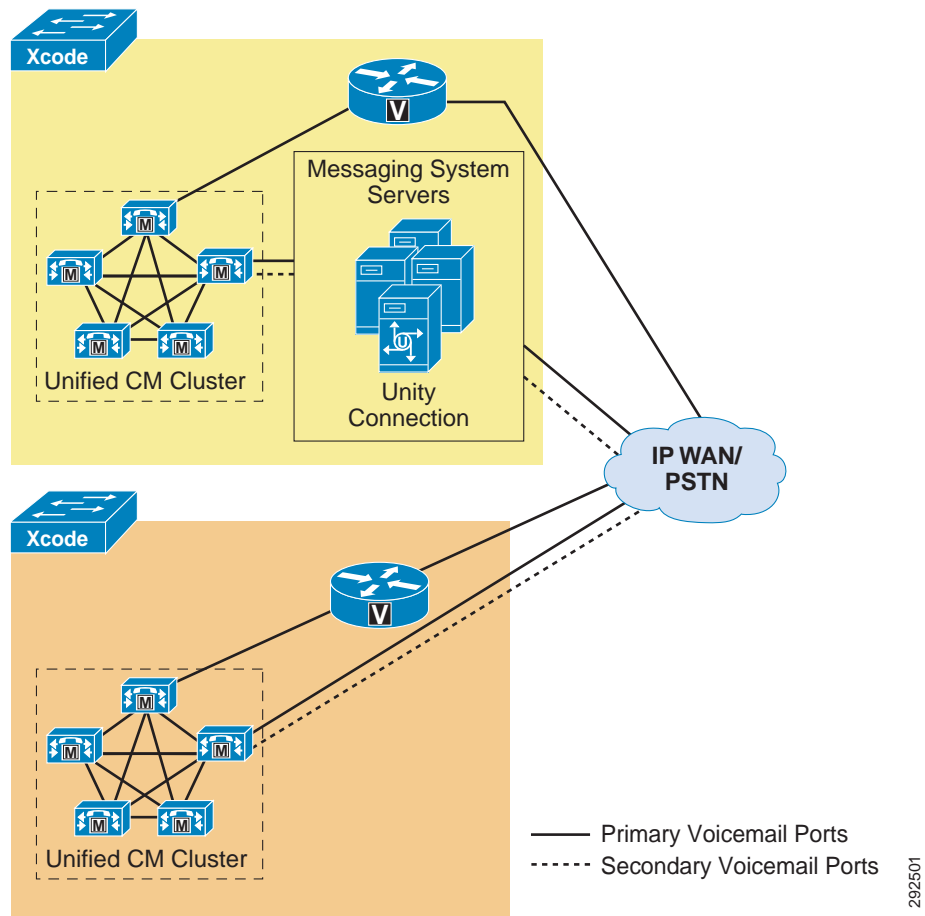 Xcode
V
Messaging System
Servers
M
M
M
M
M
U
Unified CM Cluster
Unity
Connection
IP WAN/
PSTN
Xcode
V
M
M
M
M
M
Unified CM Cluster
Primary Voicemail Ports
Secondary Voicemail Ports
292501